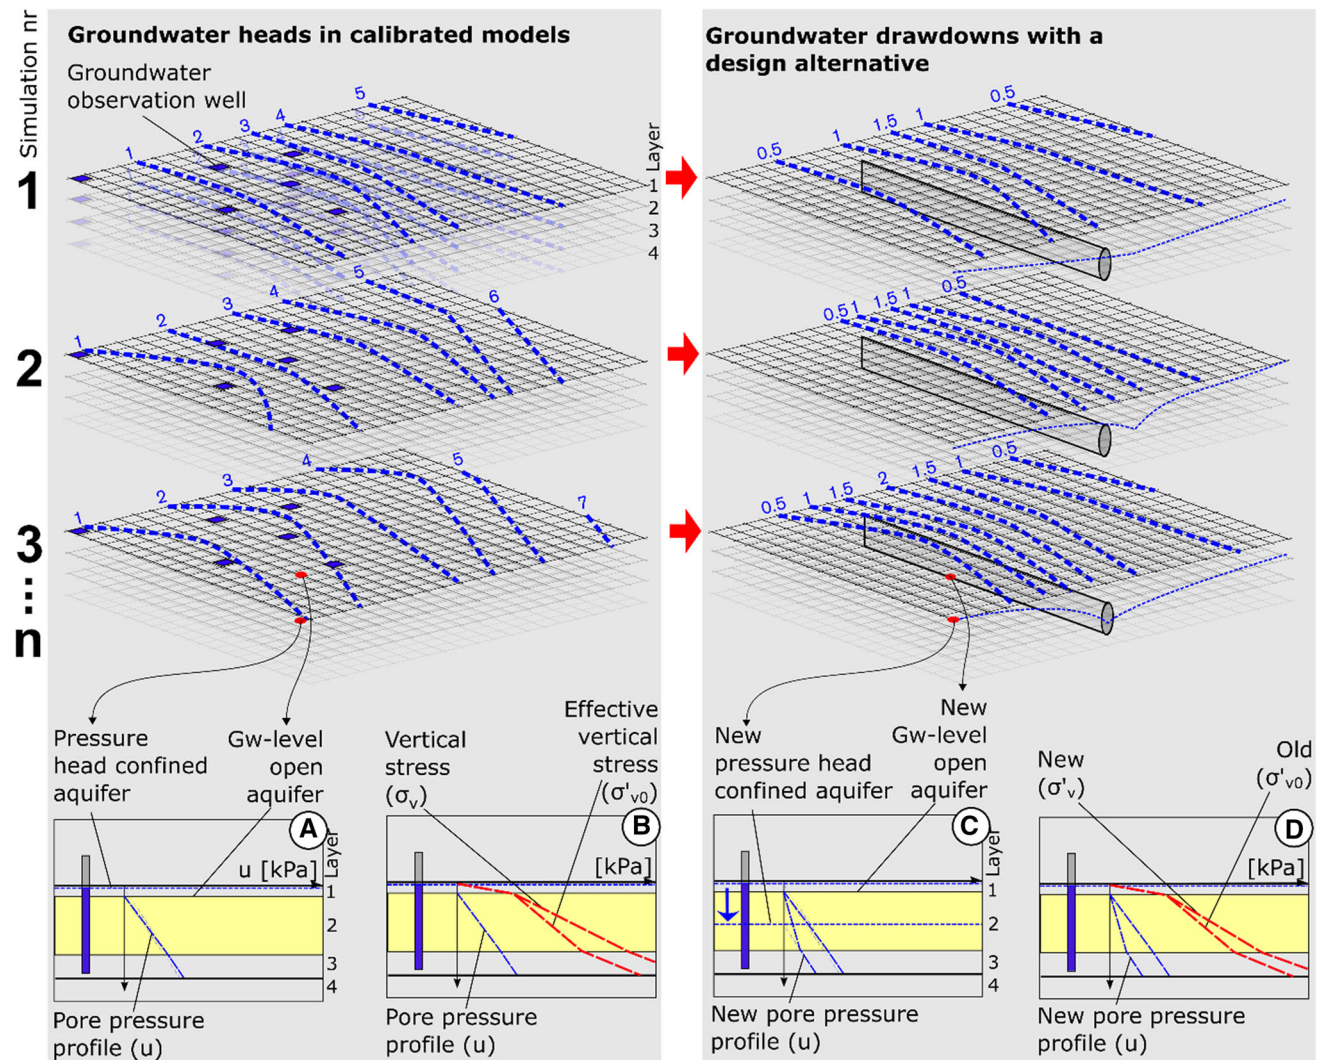 Simulation nr
Groundwater heads in calibrated models
Groundwater
observation well
1
1
2
3
4
5
Layer
1
2
3
4
2
1
2
3
4
5
6
3
n
1
2
3
4
5
7
Groundwater drawdowns with a
design alternative
0.5
1
1.5
1
0.5
0.5
1
1.5
1
0.5
0.5
1
1.5
2
1.5
1
0.5
Pressure
head confined
aquifer
Gw-level
open
aquifer
A
u [kPa]
Layer
1
2
3
4
Pore pressure
profile (u)
Vertical
stress
(σv)
Effective
vertical
stress
(σ'v0)
B
[kPa]
Pore pressure
profile (u)
New
pressure head
confined aquifer
New
Gw-level
open
aquifer
C
Layer
1
2
3
4
New pore pressure
profile (u)
New
(σ'v)
Old
(σ'v0)
D
[kPa]
New pore pressure
profile (u)